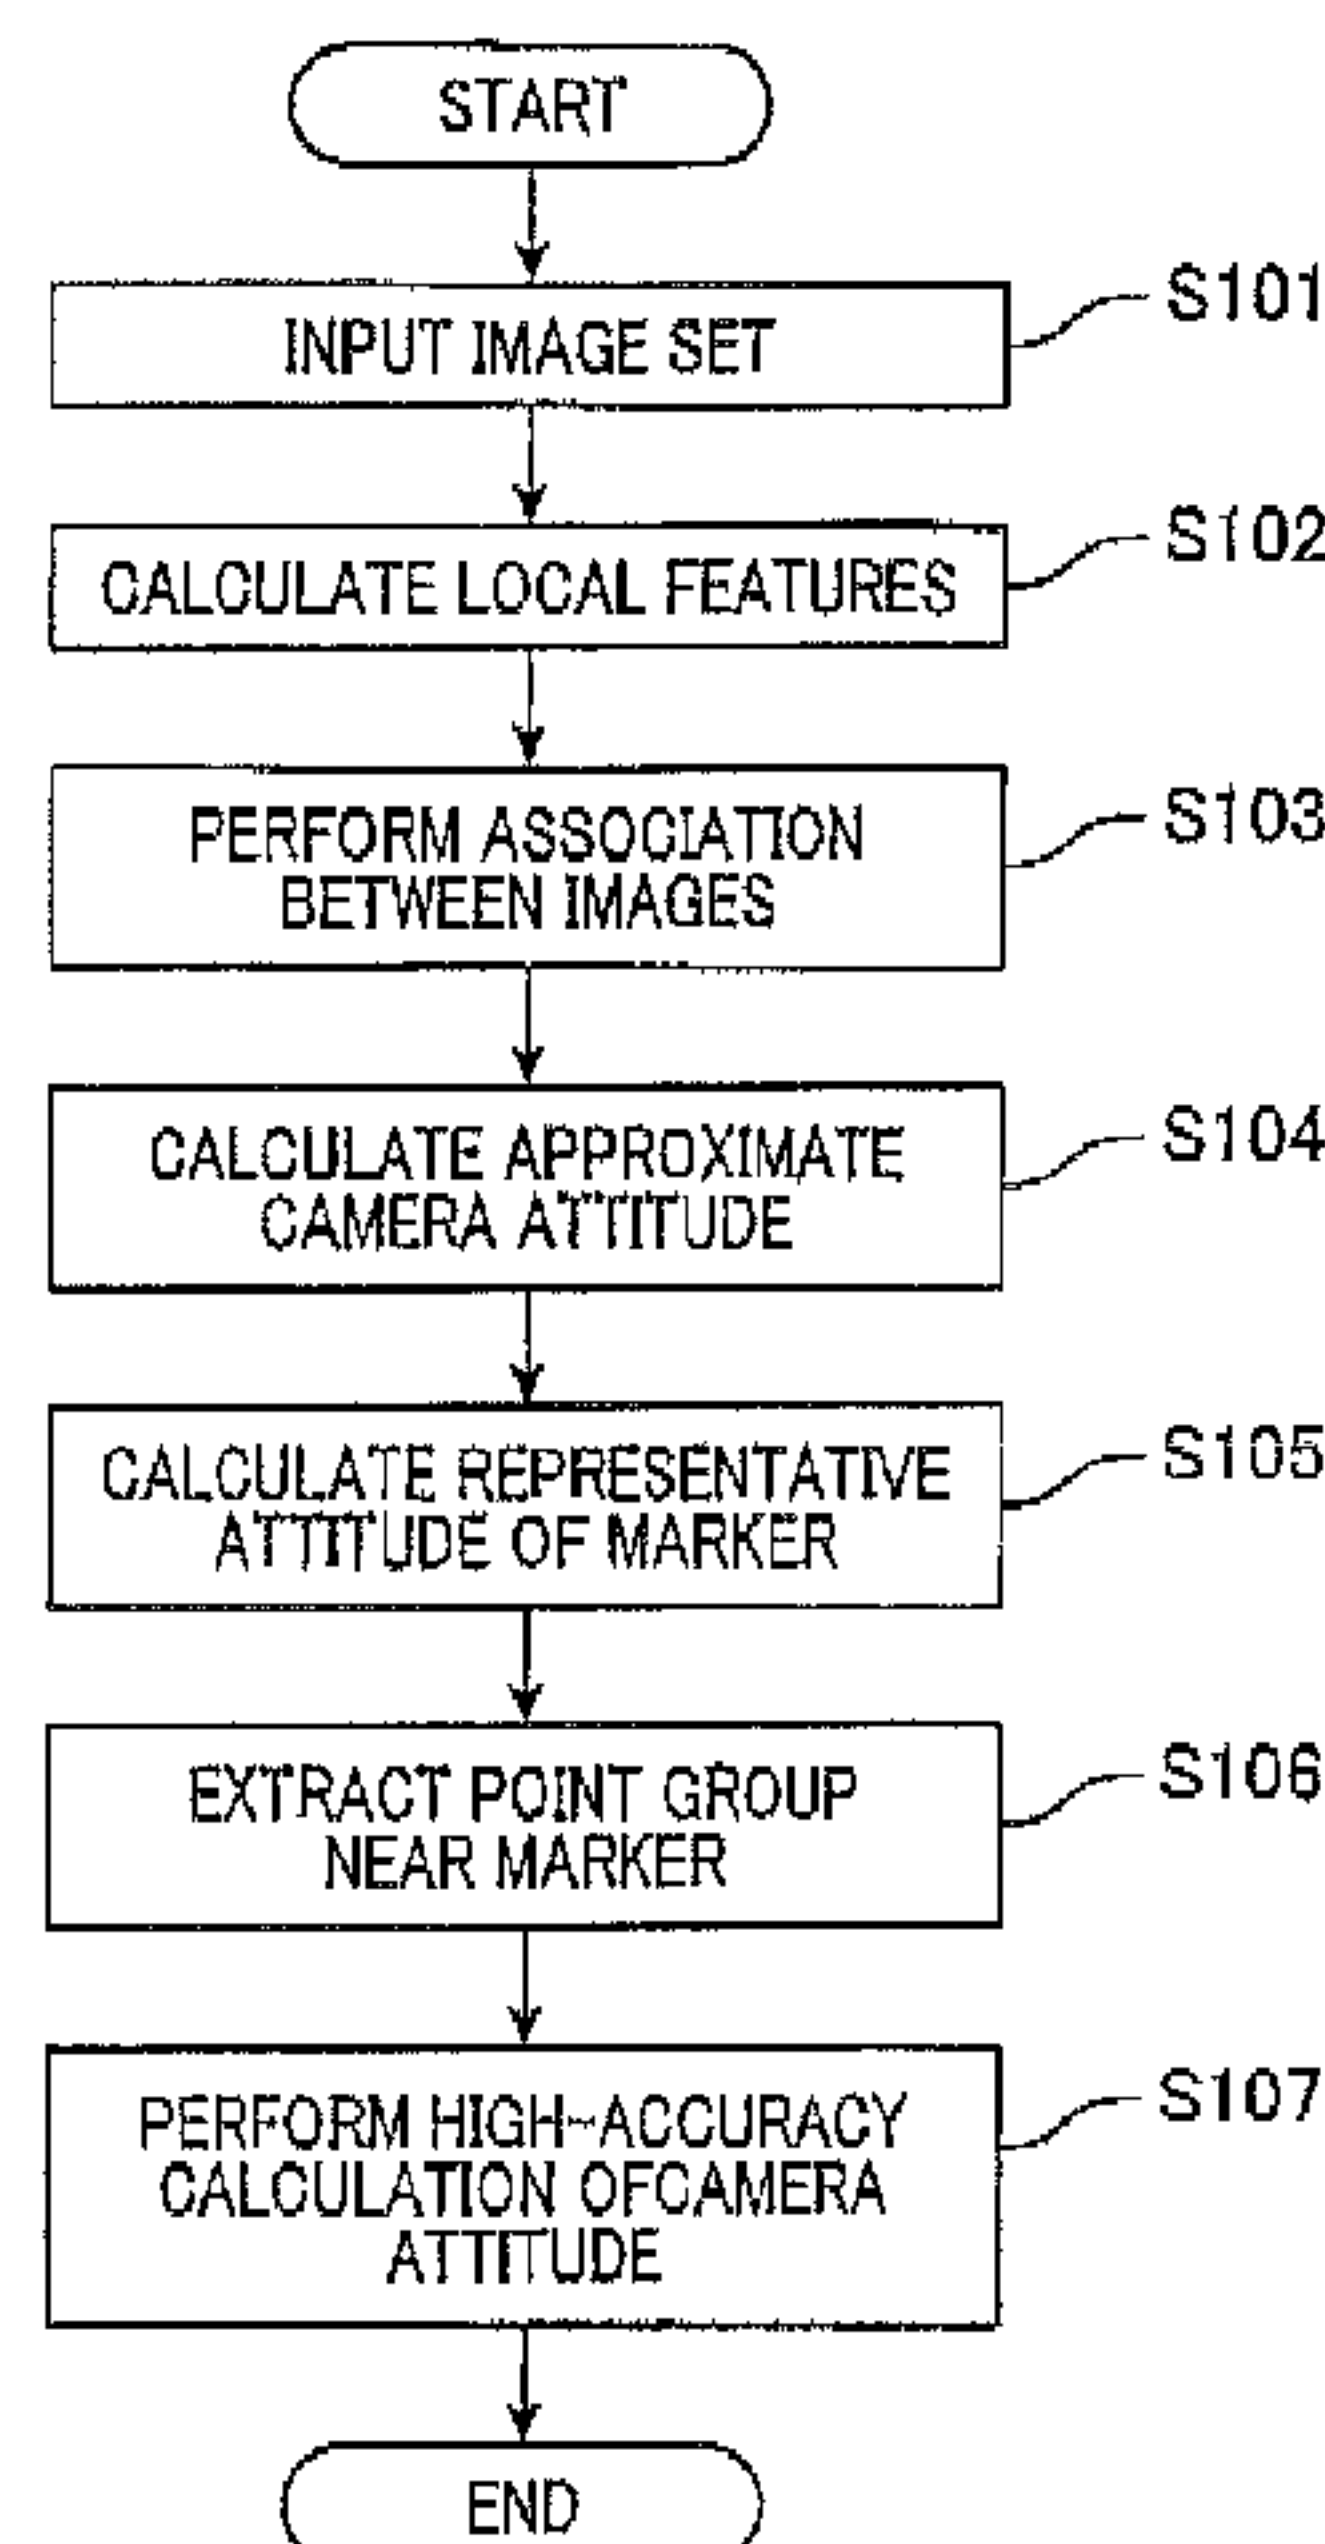 START
INPUT IMAGE SET
S101
CALCULATE LOCAL FEATURES
S102
PERFORM ASSOCIATION
BETWEEN IMAGES
S103
CALCULATE APPROXIMATE
CAMERA ATTITUDE
S104
CALCULATE REPRESENTATIVE
ATTITUDE OF MARKER
S105
EXTRACT POINT GROUP
NEAR MARKER
S106
PERFORM HIGH-ACCURACY
CALCULATION OFCAMERA
ATTITUDE
S107
END